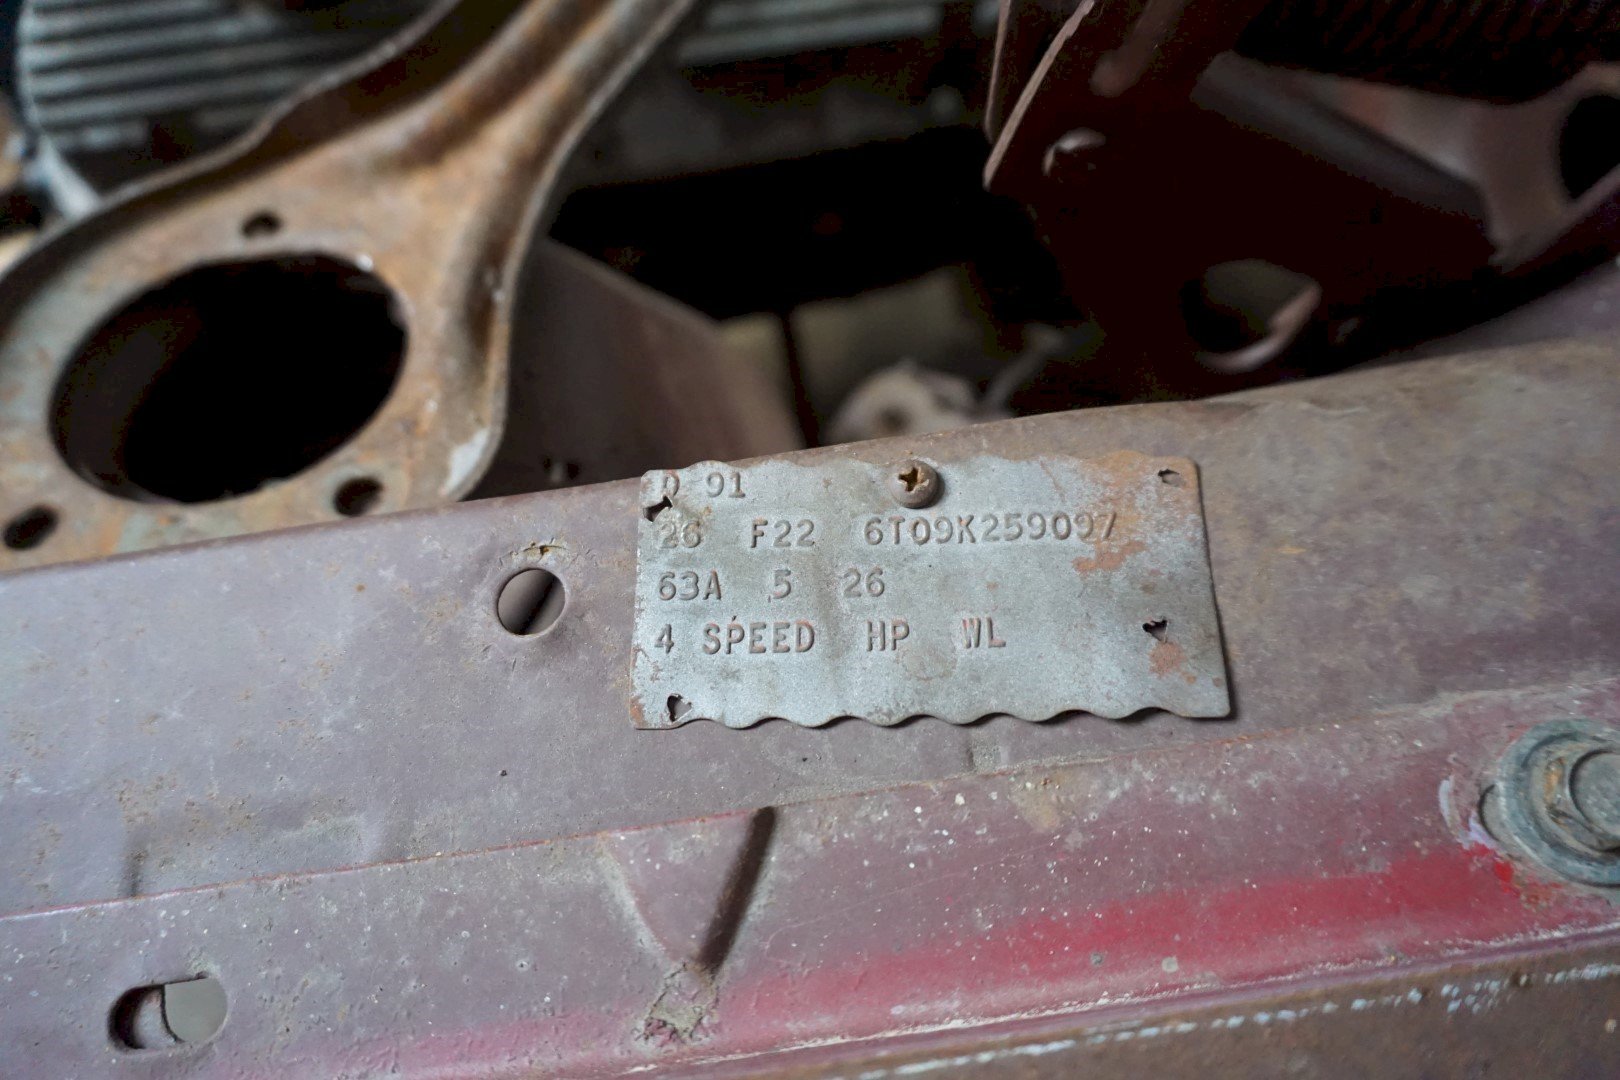 D 91
26 F22 6T09K259097
63A 5 26
4 SPEED HP WL